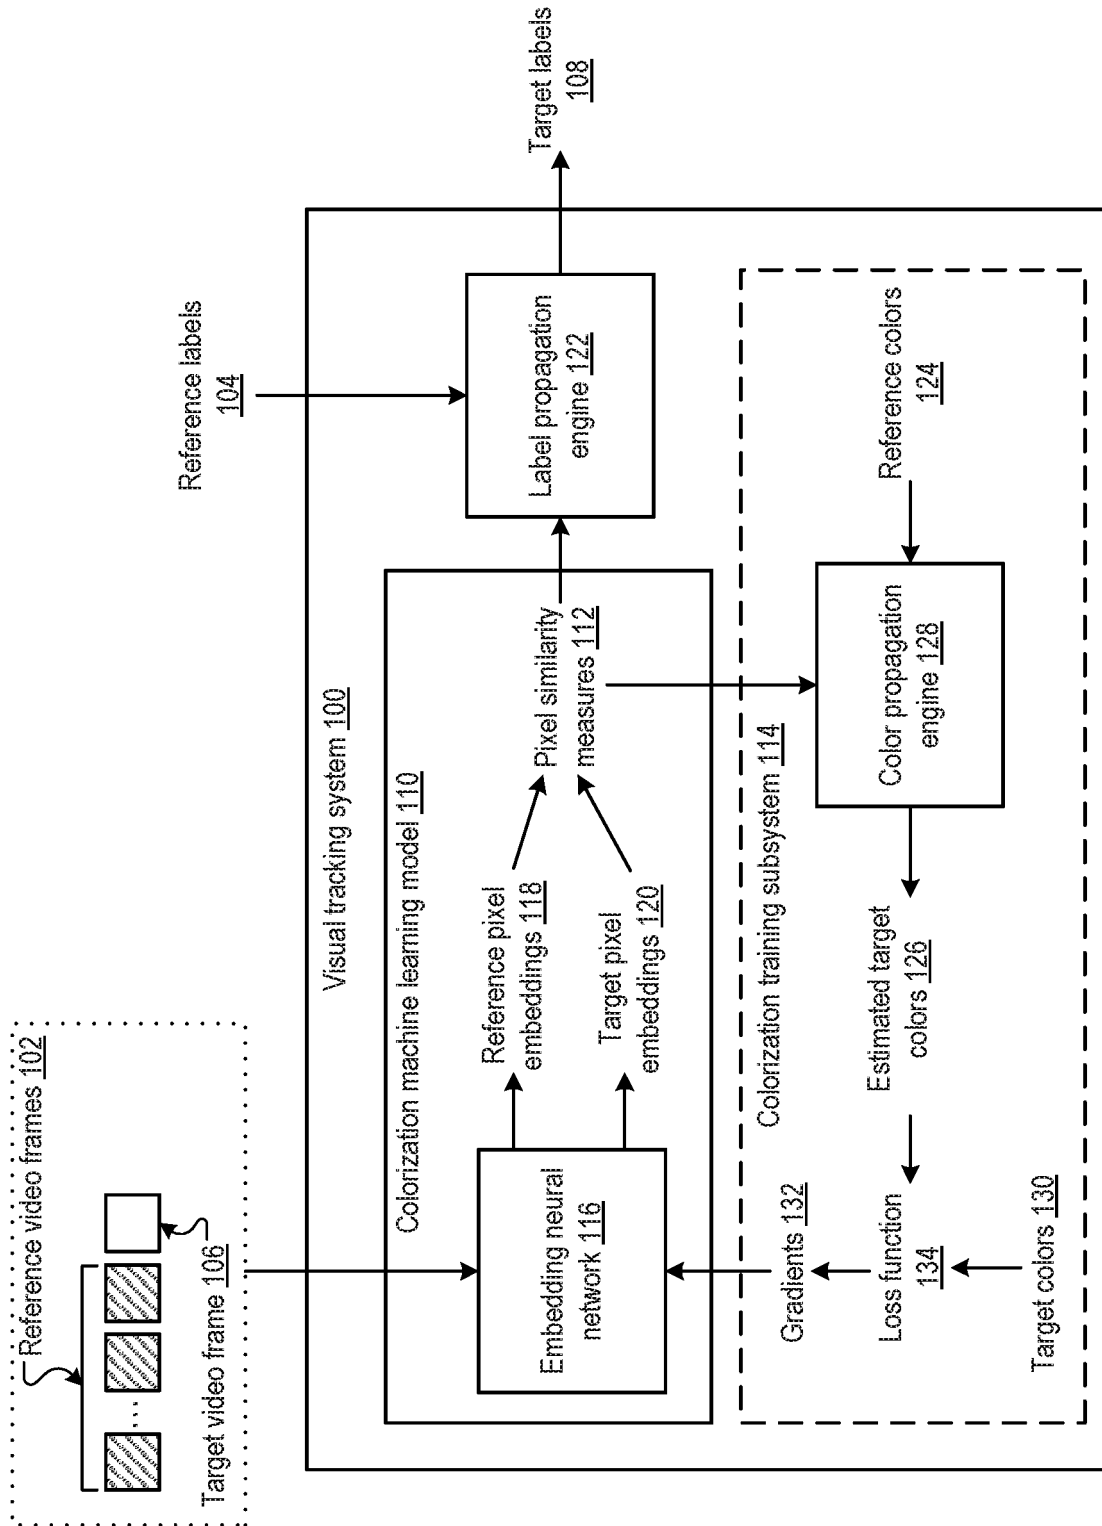 Reference video frames 102
....
Target video frame 106
Reference labels
104
Target labels
108
Visual tracking system 100
Colorization machine learning model 110
Embedding neural
network 116
Reference pixel
embeddings 118
Target pixel
embeddings 120
Pixel similarity
measures 112
Label propagation
engine 122
Colorization training subsystem 114
Gradients 132
Loss function
134
Target colors 130
Estimated target
colors 126
Color propagation
engine 128
Reference colors
124